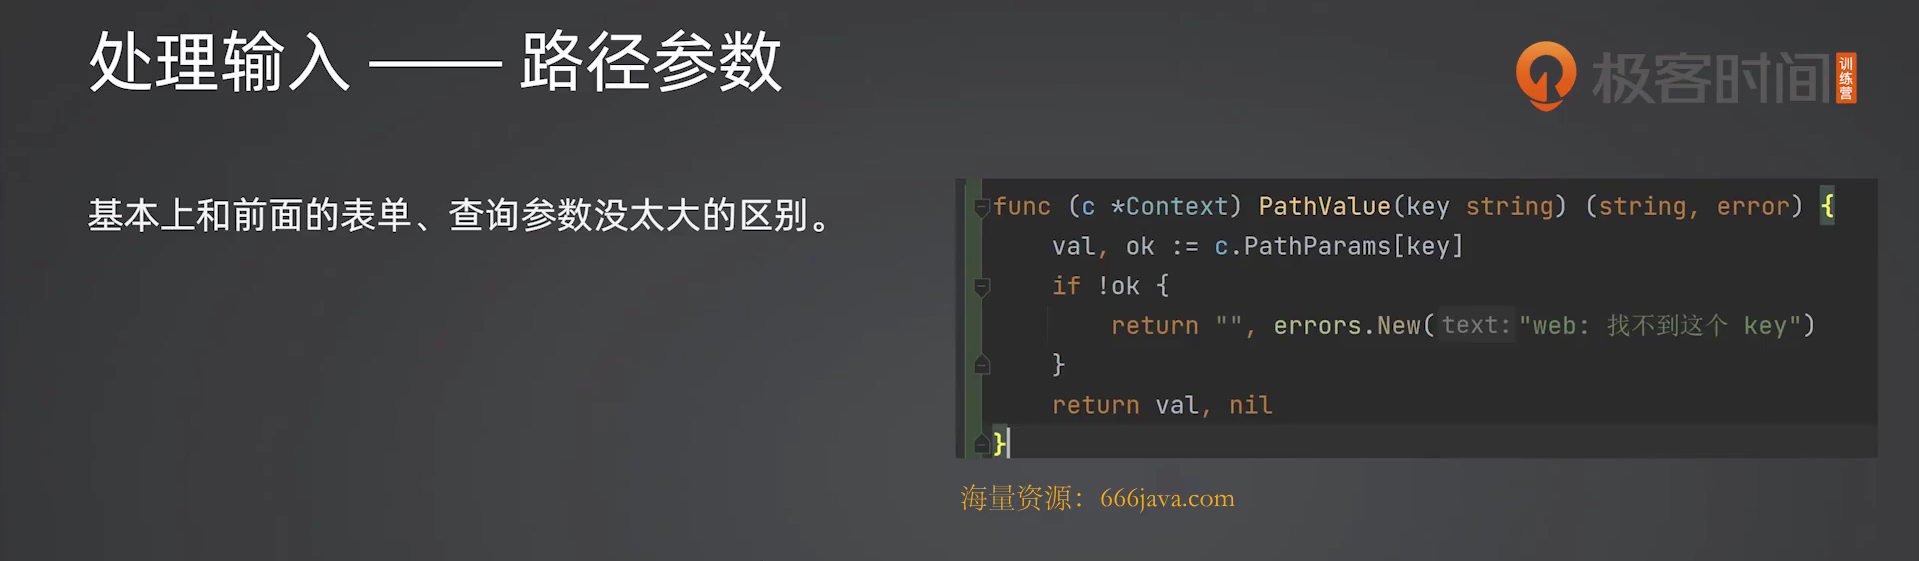 处理输入 —— 路径参数
极客时间 训练营
基本上和前面的表单、查询参数没太大的区别。
func (c *Context) PathValue(key string) (string, error) {
    val, ok := c.PathParams[key]
    if !ok {
        return "", errors.New( text: "web: 找不到这个 key")
    }
    return val, nil
}
海量资源：666java.com